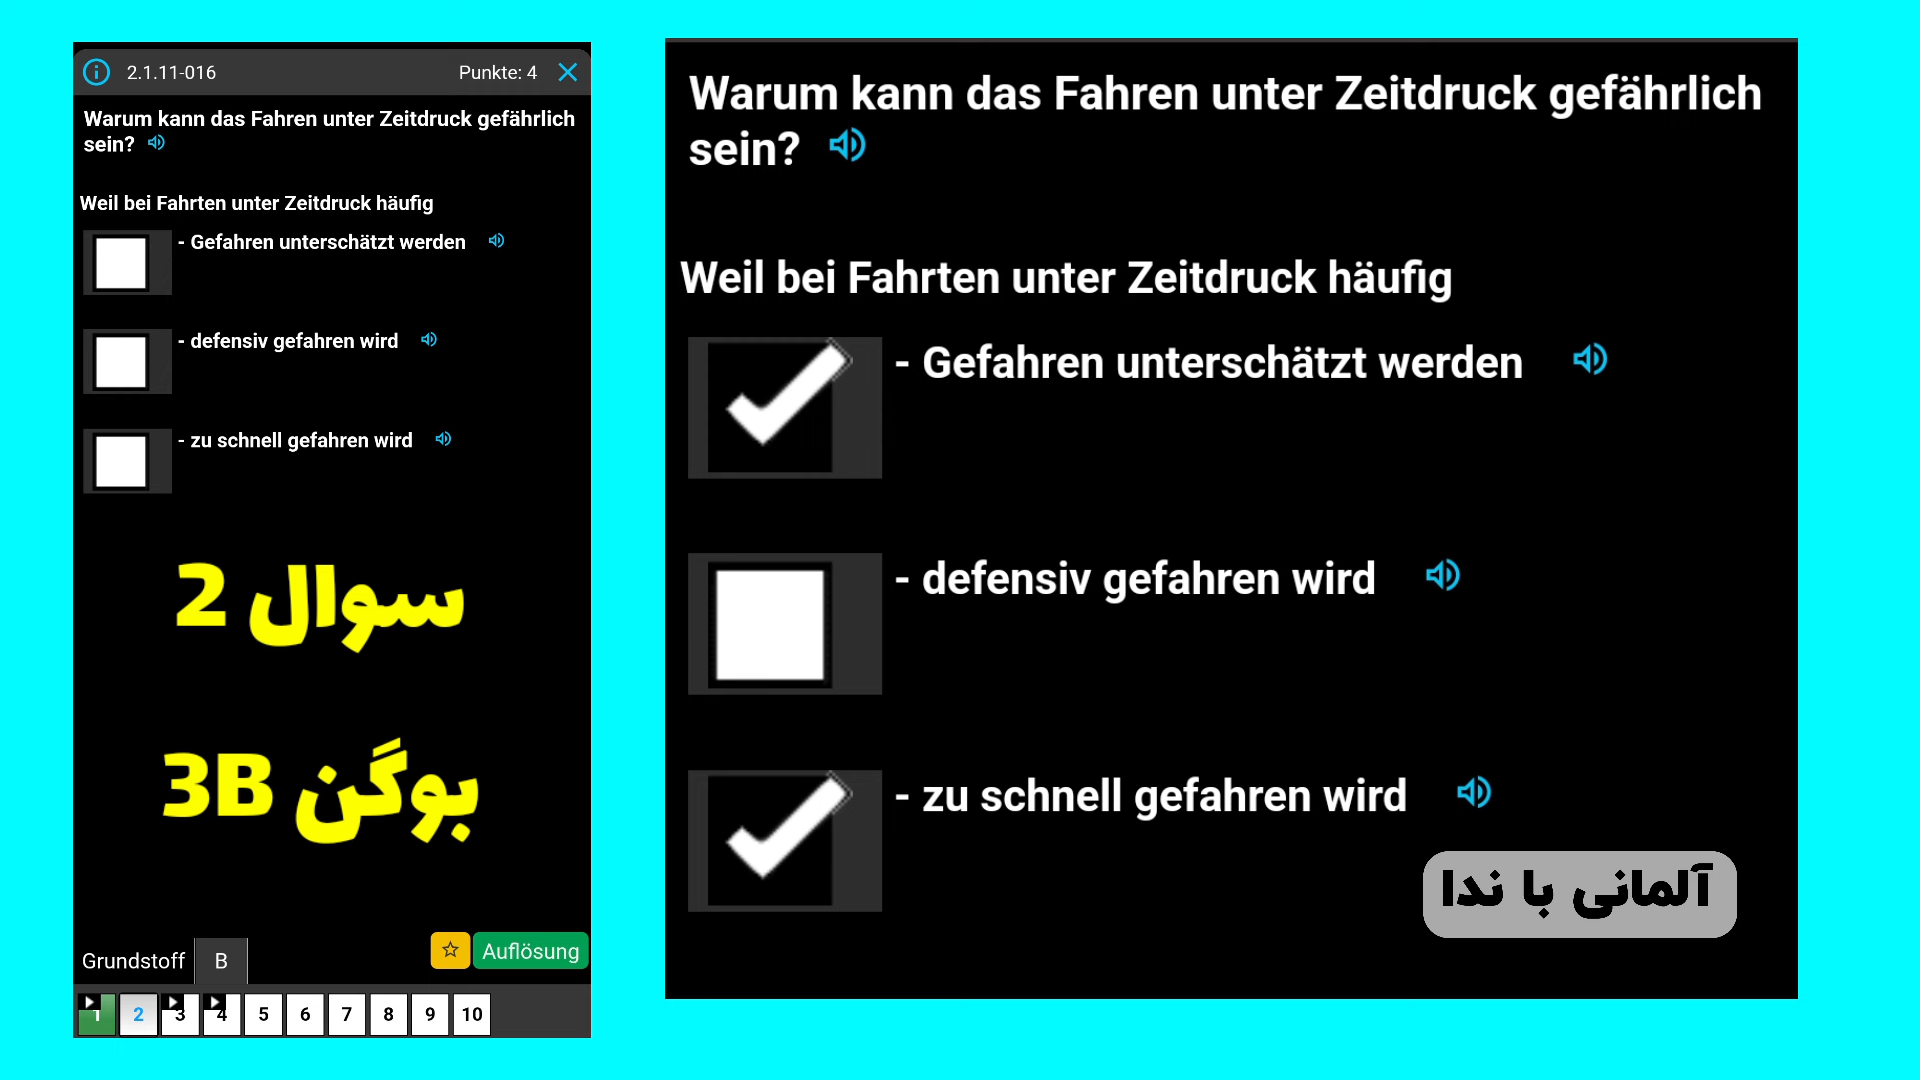 2.1.11-016
Punkte: 4
Warum kann das Fahren unter Zeitdruck gefährlich
sein?
Weil bei Fahrten unter Zeitdruck häufig
- Gefahren unterschätzt werden
- defensiv gefahren wird
- zu schnell gefahren wird
سوال 2
بوگن 3B
Grundstoff
B
Auflösung
1 2 3 4 5 6 7 8 9 10
Warum kann das Fahren unter Zeitdruck gefährlich
sein?
Weil bei Fahrten unter Zeitdruck häufig
- Gefahren unterschätzt werden
- defensiv gefahren wird
- zu schnell gefahren wird
آلمانی با ندا